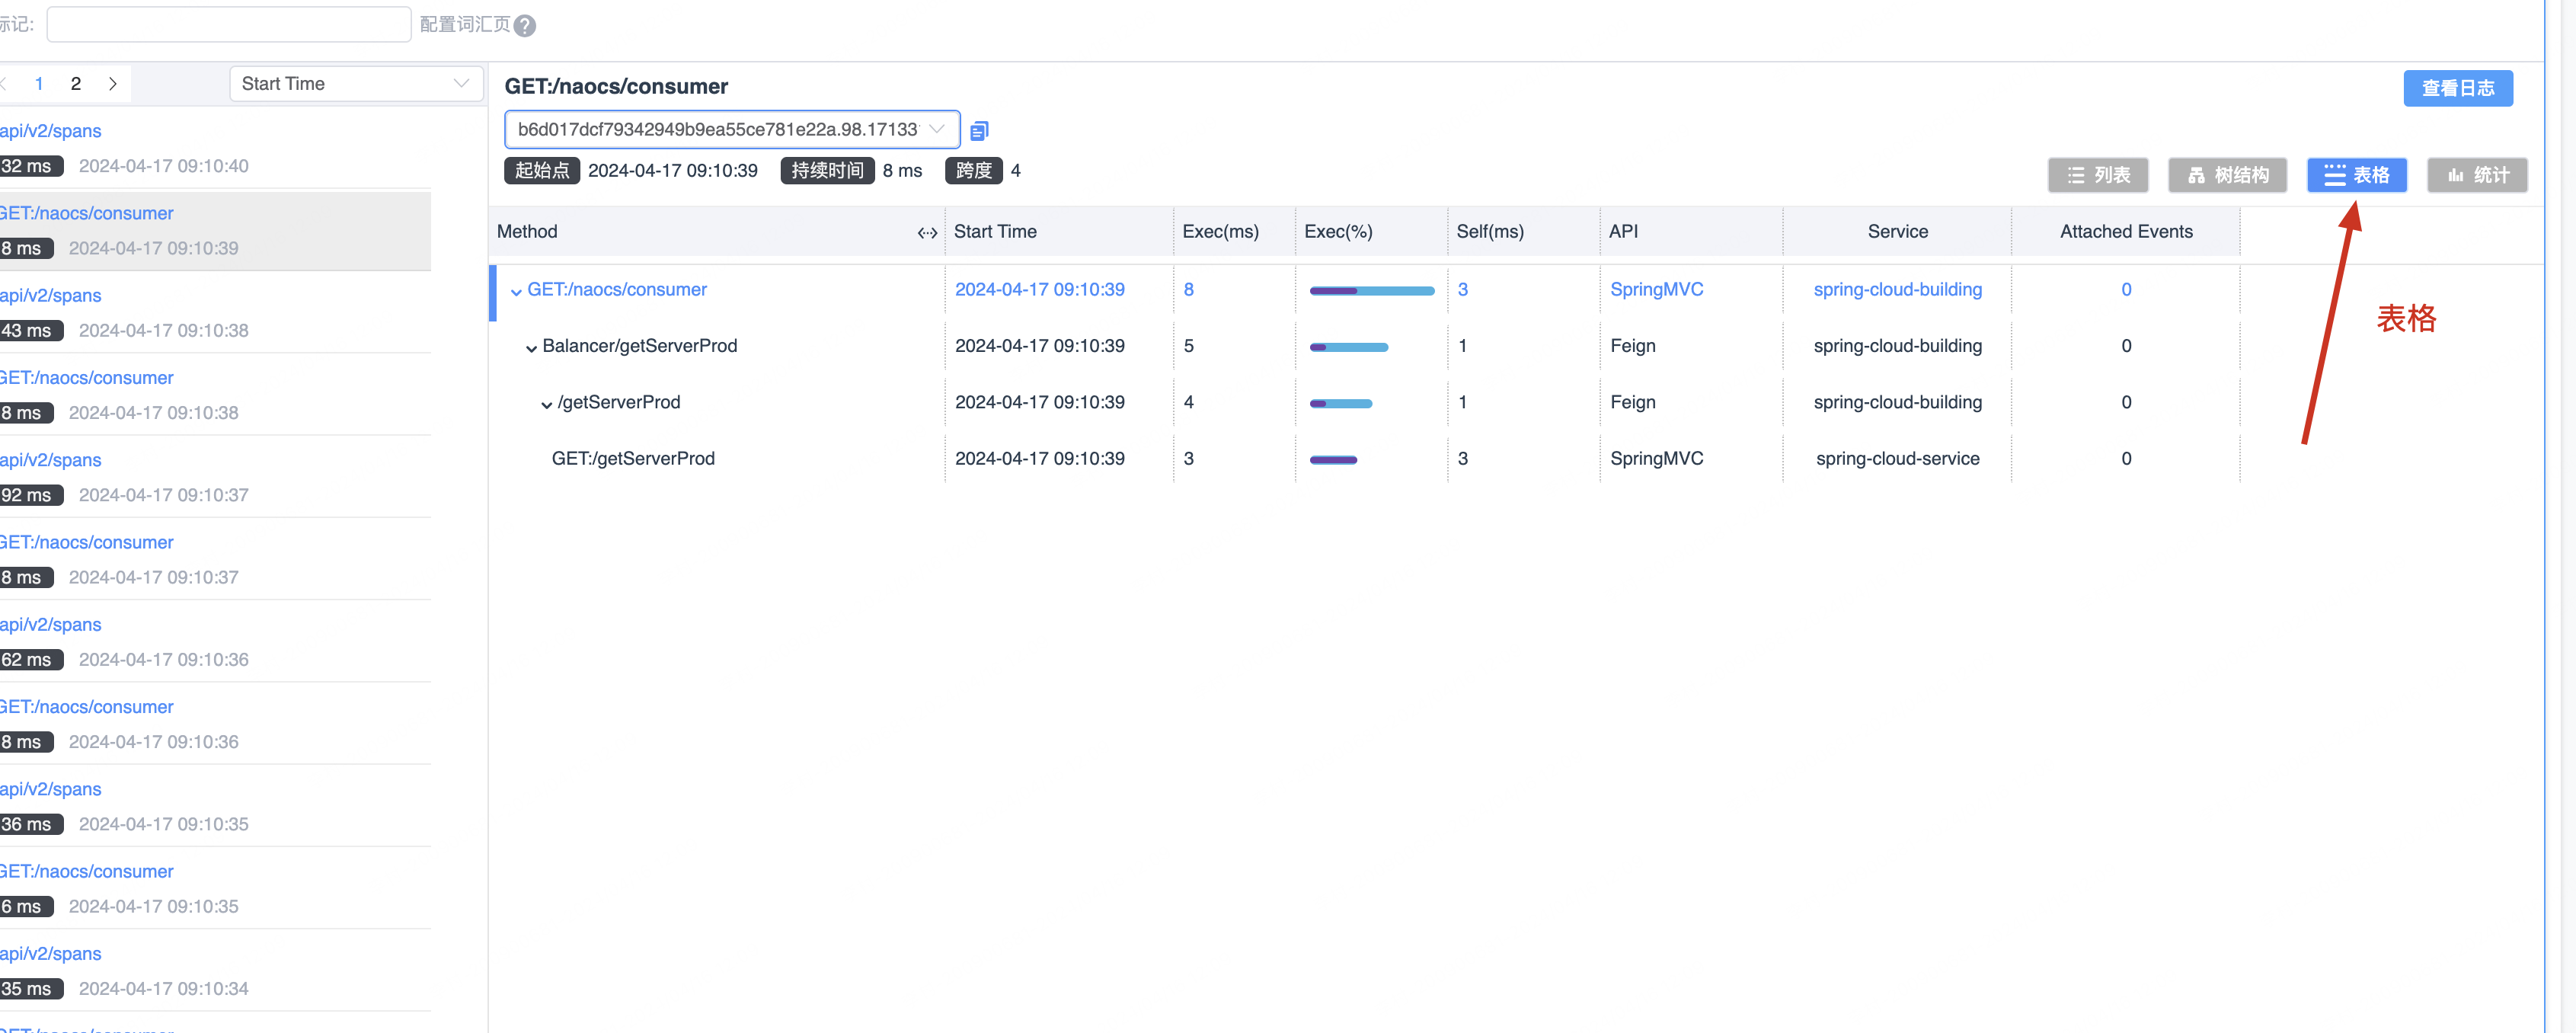 标记:
配置词汇页 ?
1 2
Start Time
api/v2/spans
32 ms 2024-04-17 09:10:40
GET:/naocs/consumer
8 ms 2024-04-17 09:10:39
api/v2/spans
43 ms 2024-04-17 09:10:38
GET:/naocs/consumer
8 ms 2024-04-17 09:10:38
api/v2/spans
92 ms 2024-04-17 09:10:37
GET:/naocs/consumer
8 ms 2024-04-17 09:10:37
api/v2/spans
62 ms 2024-04-17 09:10:36
GET:/naocs/consumer
8 ms 2024-04-17 09:10:36
api/v2/spans
36 ms 2024-04-17 09:10:35
GET:/naocs/consumer
6 ms 2024-04-17 09:10:35
api/v2/spans
35 ms 2024-04-17 09:10:34
GET:/naocs/consumer
查看日志
b6d017dcf79342949b9ea55ce781e22a.98.17133
起始点 2024-04-17 09:10:39 持续时间 8 ms 跨度 4
列表 树结构 表格 统计
Method Start Time Exec(ms) Exec(%) Self(ms) API Service Attached Events
GET:/naocs/consumer 2024-04-17 09:10:39 8 3 SpringMVC spring-cloud-building 0
Balancer/getServerProd 2024-04-17 09:10:39 5 1 Feign spring-cloud-building 0
/getServerProd 2024-04-17 09:10:39 4 1 Feign spring-cloud-building 0
GET:/getServerProd 2024-04-17 09:10:39 3 3 SpringMVC spring-cloud-service 0
表格